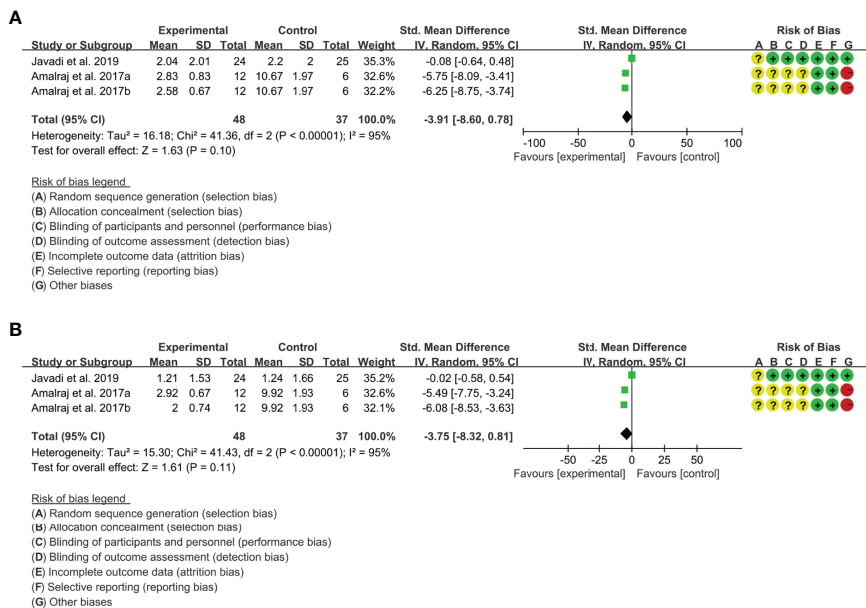 A
Experimental Control Std. Mean Difference Std. Mean Difference Risk of Bias
Study or Subgroup Mean SD Total Mean SD Total Weight IV, Random, 95% CI IV, Random, 95% CI A B C D E F G
Javadi et al. 2019 2.04 2.01 24 2.2 2 25 35.3% -0.08 [-0.64, 0.48] ? + + + + + +
Amalraj et al. 2017a 2.83 0.83 12 10.67 1.97 6 32.6% -5.75 [-8.09, -3.41] ? ? ? ? + + -
Amalraj et al. 2017b 2.58 0.67 12 10.67 1.97 6 32.2% -6.25 [-8.75, -3.74] ? ? ? ? + + -
Total (95% CI) 48 37 100.0% -3.91 [-8.60, 0.78]
Heterogeneity: Tau² = 16.18; Chi² = 41.36, df = 2 (P < 0.00001); I² = 95%
Test for overall effect: Z = 1.63 (P = 0.10)
-100 -50 0 50 100
Favours [experimental] Favours [control]
Risk of bias legend
(A) Random sequence generation (selection bias)
(B) Allocation concealment (selection bias)
(C) Blinding of participants and personnel (performance bias)
(D) Blinding of outcome assessment (detection bias)
(E) Incomplete outcome data (attrition bias)
(F) Selective reporting (reporting bias)
(G) Other biases
B
Experimental Control Std. Mean Difference Std. Mean Difference Risk of Bias
Study or Subgroup Mean SD Total Mean SD Total Weight IV, Random, 95% CI IV, Random, 95% CI A B C D E F G
Javadi et al. 2019 1.21 1.53 24 1.24 1.66 25 35.2% -0.02 [-0.58, 0.54] ? + + + + + +
Amalraj et al. 2017a 2.92 0.67 12 9.92 1.93 6 32.6% -5.49 [-7.75, -3.24] ? ? ? ? + + -
Amalraj et al. 2017b 2 0.74 12 9.92 1.93 6 32.1% -6.08 [-8.53, -3.63] ? ? ? ? + + -
Total (95% CI) 48 37 100.0% -3.75 [-8.32, 0.81]
Heterogeneity: Tau² = 15.30; Chi² = 41.43, df = 2 (P < 0.00001); I² = 95%
Test for overall effect: Z = 1.61 (P = 0.11)
-50 -25 0 25 50
Favours [experimental] Favours [control]
Risk of bias legend
(A) Random sequence generation (selection bias)
(B) Allocation concealment (selection bias)
(C) Blinding of participants and personnel (performance bias)
(D) Blinding of outcome assessment (detection bias)
(E) Incomplete outcome data (attrition bias)
(F) Selective reporting (reporting bias)
(G) Other biases